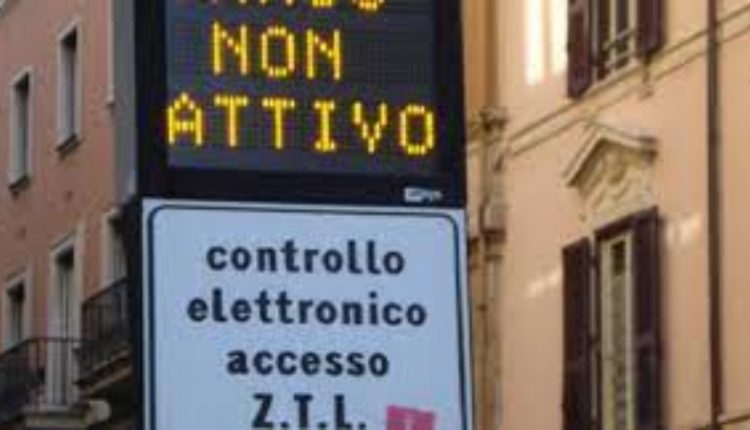 NON
ATTIVO
controllo
elettronico
accesso
Z.T.L.